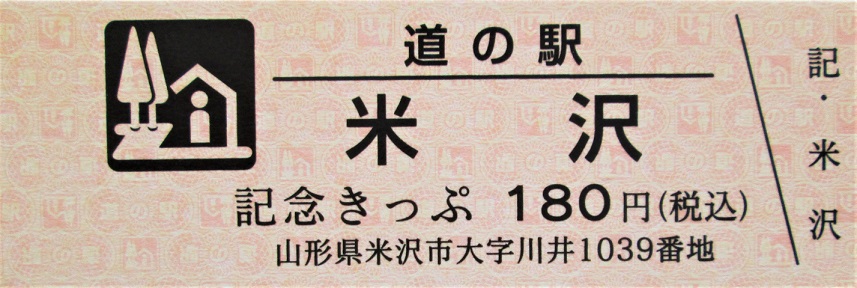 道の駅
米沢
記念きっぷ 180円(税込)
山形県米沢市大字川井1039番地
記・米沢